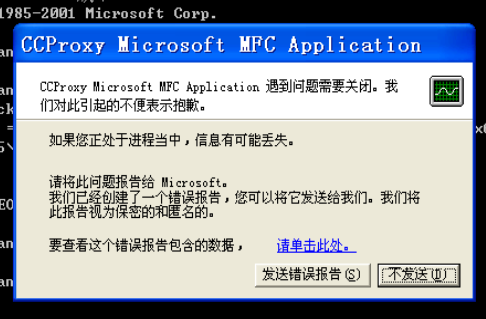 1985-2001 Microsoft Corp.
CCProxy Microsoft MFC Application
CCProxy Microsoft MFC Application 遇到问题需要关闭。我
们对此引起的不便表示抱歉。
如果您正处于进程当中，信息有可能丢失。
请将此问题报告给 Microsoft。
我们已经创建了一个错误报告，您可以将它发送给我们。我们将
此报告视为保密的和匿名的。
要查看这个错误报告包含的数据， 请单击此处。
发送错误报告(S) 不发送(D)